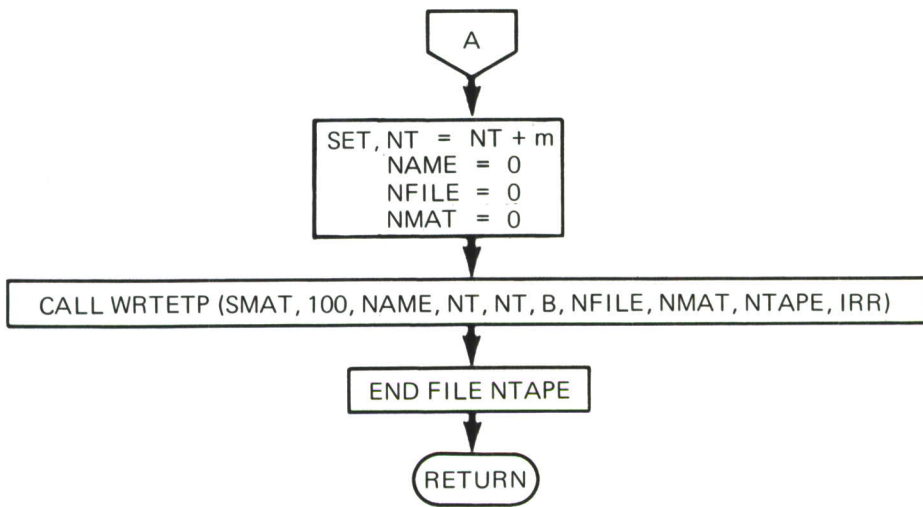 A
SET, NT = NT + m
NAME = 0
NFILE = 0
NMAT = 0
CALL WRTETP (SMAT, 100, NAME, NT, NT, B, NFILE, NMAT, NTAPE, IRR)
END FILE NTAPE
RETURN